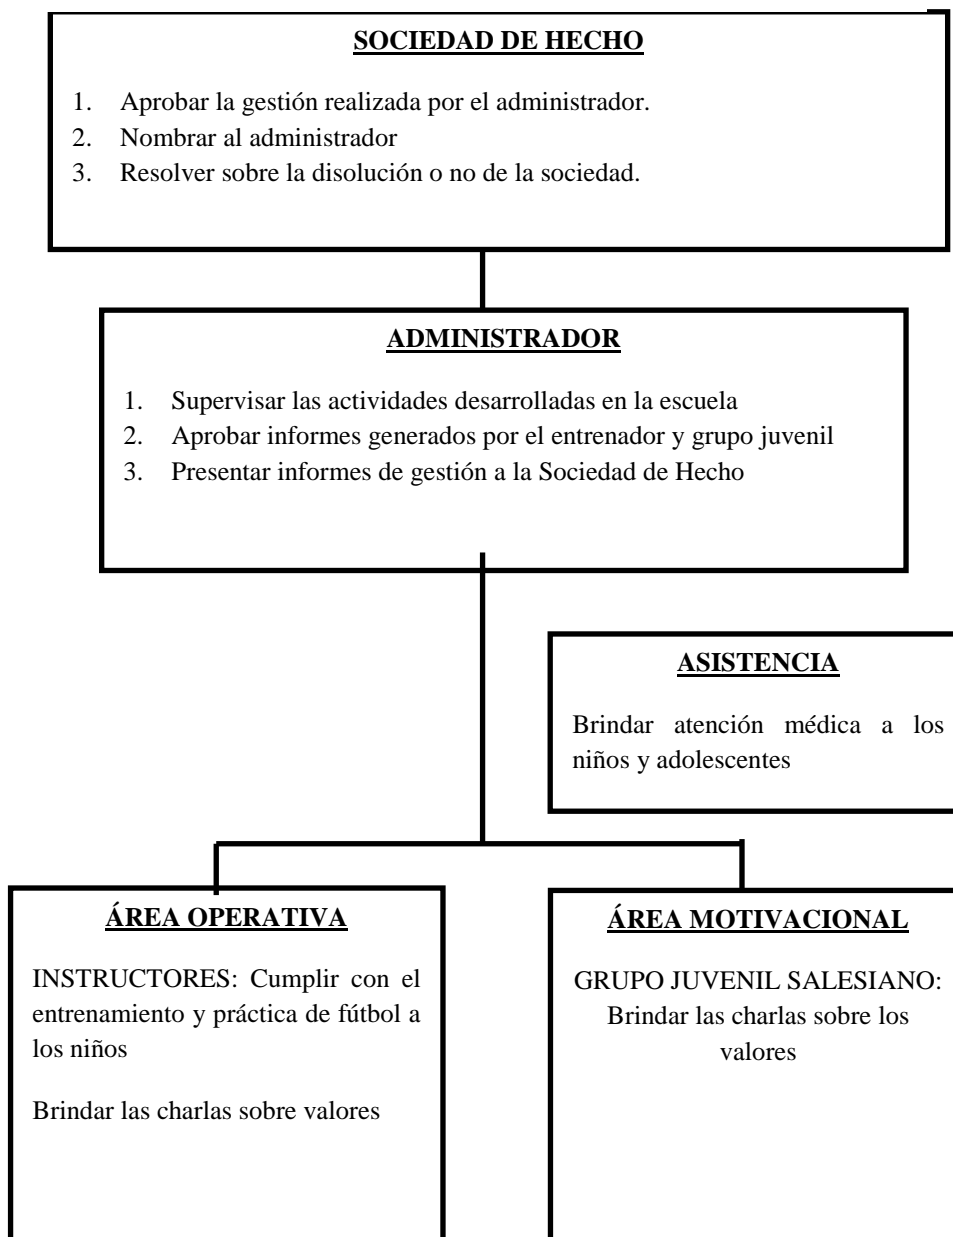 SOCIEDAD DE HECHO
1. Aprobar la gestión realizada por el administrador.
2. Nombrar al administrador
3. Resolver sobre la disolución o no de la sociedad.
ADMINISTRADOR
1. Supervisar las actividades desarrolladas en la escuela
2. Aprobar informes generados por el entrenador y grupo juvenil
3. Presentar informes de gestión a la Sociedad de Hecho
ASISTENCIA
Brindar atención médica a los
niños y adolescentes
ÁREA OPERATIVA
INSTRUCTORES: Cumplir con el
entrenamiento y práctica de fútbol a
los niños
Brindar las charlas sobre valores
ÁREA MOTIVACIONAL
GRUPO JUVENIL SALESIANO:
Brindar las charlas sobre los
valores